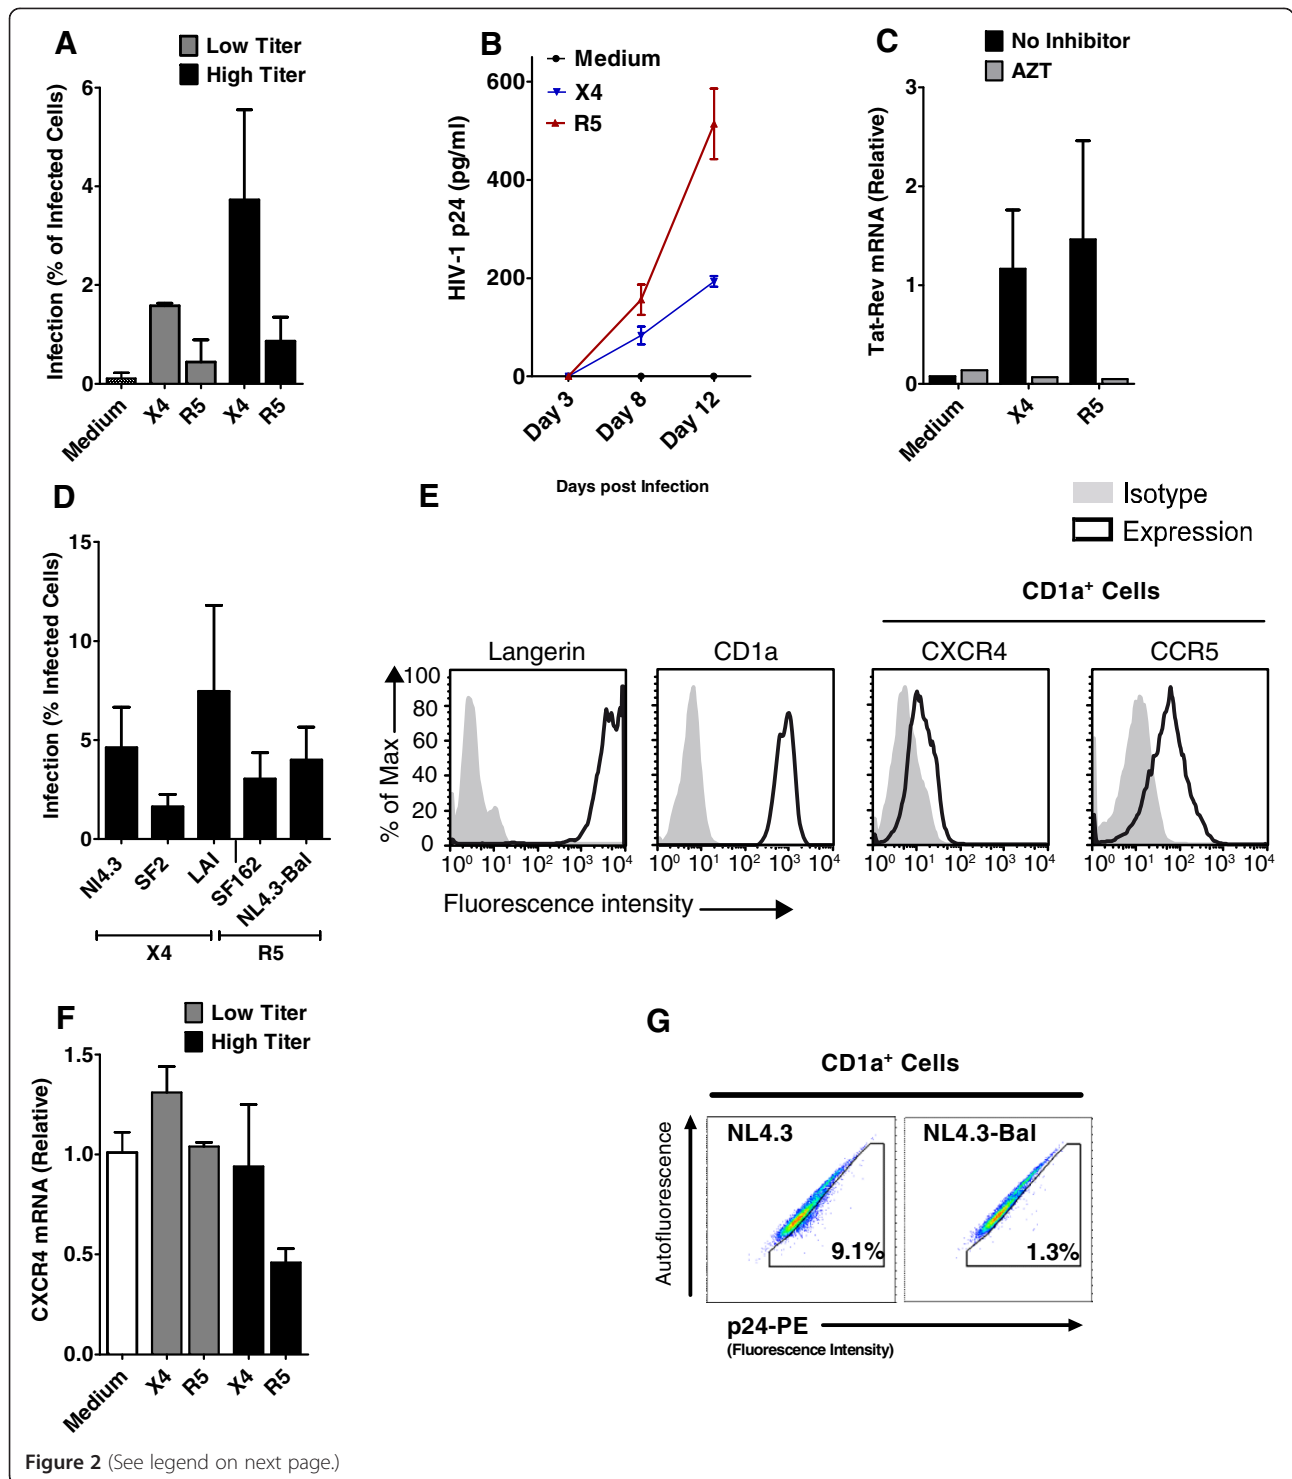 A
Low Titer
High Titer
Infection (% of Infected Cells)
6
4
2
0
Medium
X4
R5
X4
R5
B
Medium
X4
R5
HIV-1 p24 (pg/ml)
600
400
200
0
Day 3
Day 8
Day 12
Days post Infection
C
No Inhibitor
AZT
Tat-Rev mRNA (Relative)
3
2
1
0
Medium
X4
R5
D
Infection (% Infected Cells)
15
10
5
0
Nl4.3
SF2
LAI
SF162
NL4.3-Bal
X4
R5
E
Isotype
Expression
CD1a+ Cells
Langerin
CD1a
CXCR4
CCR5
% of Max
100
80
60
40
20
0
10⁰ 10¹ 10² 10³ 10⁴
10⁰ 10¹ 10² 10³ 10⁴
10⁰ 10¹ 10² 10³ 10⁴
10⁰ 10¹ 10² 10³ 10⁴
Fluorescence intensity
F
Low Titer
High Titer
CXCR4 mRNA (Relative)
1.5
1.0
0.5
0.0
Medium
X4
R5
X4
R5
G
CD1a+ Cells
Autofluorescence
NL4.3
9.1%
NL4.3-Bal
1.3%
p24-PE
(Fluorescence Intensity)
Figure 2 (See legend on next page.)